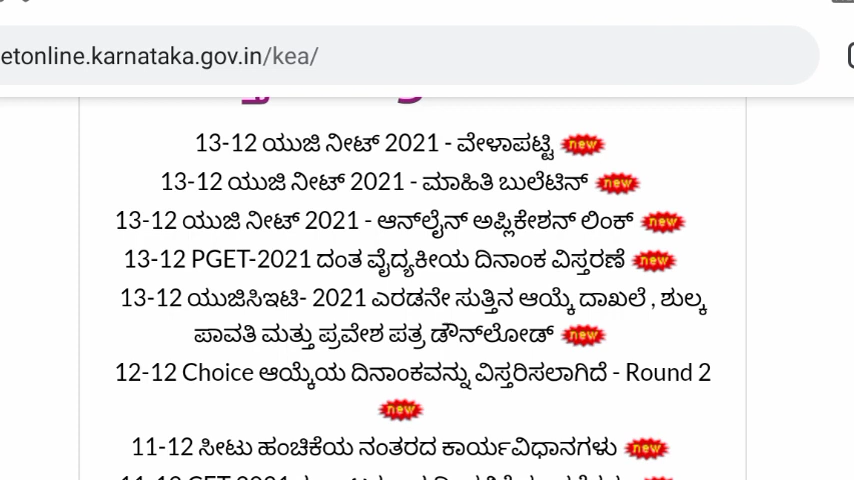 etonline.karnataka.gov.in/kea/
13-12 ಯುಜಿ ನೀಟ್ 2021 - ವೇಳಾಪಟ್ಟಿ new
13-12 ಯುಜಿ ನೀಟ್ 2021 - ಮಾಹಿತಿ ಬುಲೆಟಿನ್ new
13-12 ಯುಜಿ ನೀಟ್ 2021 - ಆನ್‌ಲೈನ್ ಅಪ್ಲಿಕೇಶನ್ ಲಿಂಕ್ new
13-12 PGET-2021 ದಂತ ವೈದ್ಯಕೀಯ ದಿನಾಂಕ ವಿಸ್ತರಣೆ new
13-12 ಯುಜಿಸಿಇಟಿ- 2021 ಎರಡನೇ ಸುತ್ತಿನ ಆಯ್ಕೆ ದಾಖಲೆ , ಶುಲ್ಕ
ಪಾವತಿ ಮತ್ತು ಪ್ರವೇಶ ಪತ್ರ ಡೌನ್‌ಲೋಡ್ new
12-12 Choice ಆಯ್ಕೆಯ ದಿನಾಂಕವನ್ನು ವಿಸ್ತರಿಸಲಾಗಿದೆ - Round 2
new
11-12 ಸೀಟು ಹಂಚಿಕೆಯ ನಂತರದ ಕಾರ್ಯವಿಧಾನಗಳು new